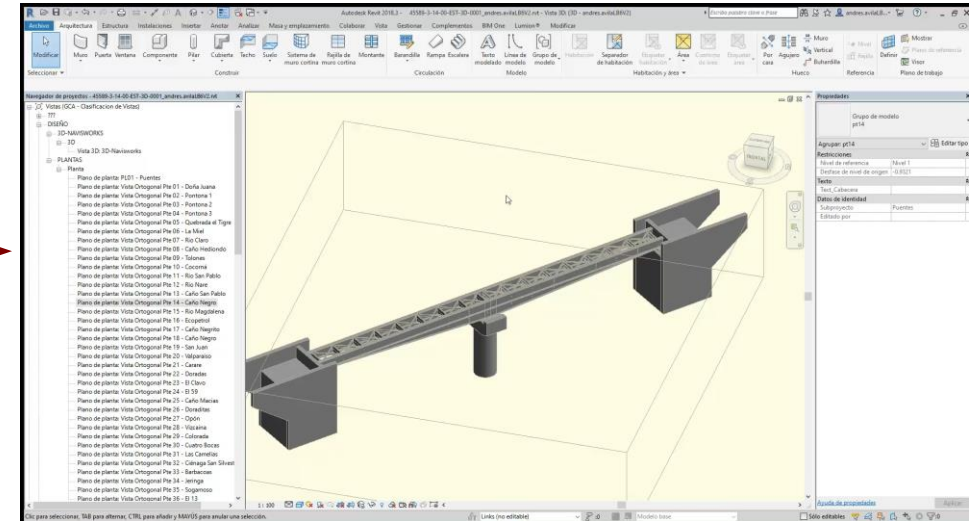 Autodesk Revit 2018.3 - 45589-3-14-00-EST-3D-0001_andres.avilaLB6V2.rvt - Vista 3D: {3D - andres.avilaLB6V2}
Archivo Arquitectura Estructura Instalaciones Insertar Anotar Analizar Masa y emplazamiento Colaborar Vista Gestionar Complementos BIM One Lumion® Modificar
Modificar Muro Puerta Ventana Componente Pilar Cubierta Techo Suelo Sistema de muro cortina Rejilla de muro cortina Montante Barandilla Rampa Escalera Texto modelado Línea de modelo Grupo de modelo Habitación Separador de habitación Área Por cara Agujero Muro Vertical Buhardilla Definir Mostrar Plano de referencia Visor
Seleccionar Construir Circulación Modelo Habitación y área Hueco Referencia Plano de trabajo
Navegador de proyectos - 45589-3-14-00-EST-3D-0001_andres.avilaLB6V2.rvt
Vistas (GCA - Clasificacion de Vistas)
TTT
DISEÑO
3D-NAVISWORKS
3D
Vista 3D: 3D-Navisworks
PLANTAS
Planta
Plano de planta: PL01 - Puentes
Plano de planta: Vista Ortogonal Pte 01 - Doña Juana
Plano de planta: Vista Ortogonal Pte 02 - Pontona 1
Plano de planta: Vista Ortogonal Pte 03 - Pontona 2
Plano de planta: Vista Ortogonal Pte 04 - Pontona 3
Plano de planta: Vista Ortogonal Pte 05 - Quebrada el Tigre
Plano de planta: Vista Ortogonal Pte 06 - La Miel
Plano de planta: Vista Ortogonal Pte 07 - Rio Claro
Plano de planta: Vista Ortogonal Pte 08 - Caño Hediondo
Plano de planta: Vista Ortogonal Pte 09 - Tolones
Plano de planta: Vista Ortogonal Pte 10 - Cocorná
Plano de planta: Vista Ortogonal Pte 11 - Rio San Pablo
Plano de planta: Vista Ortogonal Pte 12 - Rio Nare
Plano de planta: Vista Ortogonal Pte 13 - Caño San Pablo
Plano de planta: Vista Ortogonal Pte 14 - Caño Negro
Plano de planta: Vista Ortogonal Pte 15 - Rio Magdalena
Plano de planta: Vista Ortogonal Pte 16 - Ecopetrol
Plano de planta: Vista Ortogonal Pte 17 - Caño Negrito
Plano de planta: Vista Ortogonal Pte 18 - Caño Negro
Plano de planta: Vista Ortogonal Pte 19 - San Juan
Plano de planta: Vista Ortogonal Pte 20 - Valparaiso
Plano de planta: Vista Ortogonal Pte 21 - Carare
Plano de planta: Vista Ortogonal Pte 22 - Doradas
Plano de planta: Vista Ortogonal Pte 23 - El Clavo
Plano de planta: Vista Ortogonal Pte 24 - El 59
Plano de planta: Vista Ortogonal Pte 25 - Caño Macias
Plano de planta: Vista Ortogonal Pte 26 - Doraditas
Plano de planta: Vista Ortogonal Pte 27 - Opón
Plano de planta: Vista Ortogonal Pte 28 - Vizcaina
Plano de planta: Vista Ortogonal Pte 29 - Colorada
Plano de planta: Vista Ortogonal Pte 30 - Cuatro Bocas
Plano de planta: Vista Ortogonal Pte 31 - Las Camelias
Plano de planta: Vista Ortogonal Pte 32 - Ciénaga San Silvest
Plano de planta: Vista Ortogonal Pte 33 - Barbacoas
Plano de planta: Vista Ortogonal Pte 34 - Jeringa
Plano de planta: Vista Ortogonal Pte 35 - Sogamoso
Plano de planta: Vista Ortogonal Pte 36 - El 13
FRONTAL
Propiedades
Grupo de modelo
pt14
Agrupar: pt14
Editar tipo
Restricciones
Nivel de referencia Nivel 1
Desfase de nivel de origen -0.9021
Texto
Text_Cabecera
Datos de identidad
Subproyecto Puentes
Editado por
Ayuda de propiedades Aplicar
1 : 100
Clic para seleccionar, TAB para alternar, CTRL para añadir y MAYÚS para anular una selección. Links (no editable) :0 Modelo base Sólo editables :0